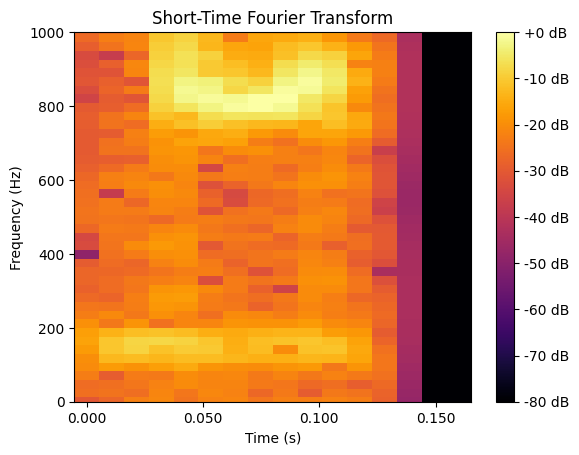 Short-Time Fourier Transform
1000
800
600
400
200
0
Frequency (Hz)
0.000
0.050
0.100
0.150
Time (s)
+0 dB
-10 dB
-20 dB
-30 dB
-40 dB
-50 dB
-60 dB
-70 dB
-80 dB